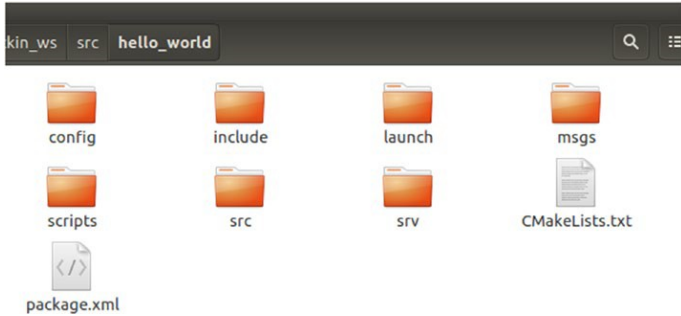 kin_ws src hello_world
config include launch msgs
scripts src srv CMakeLists.txt
package.xml